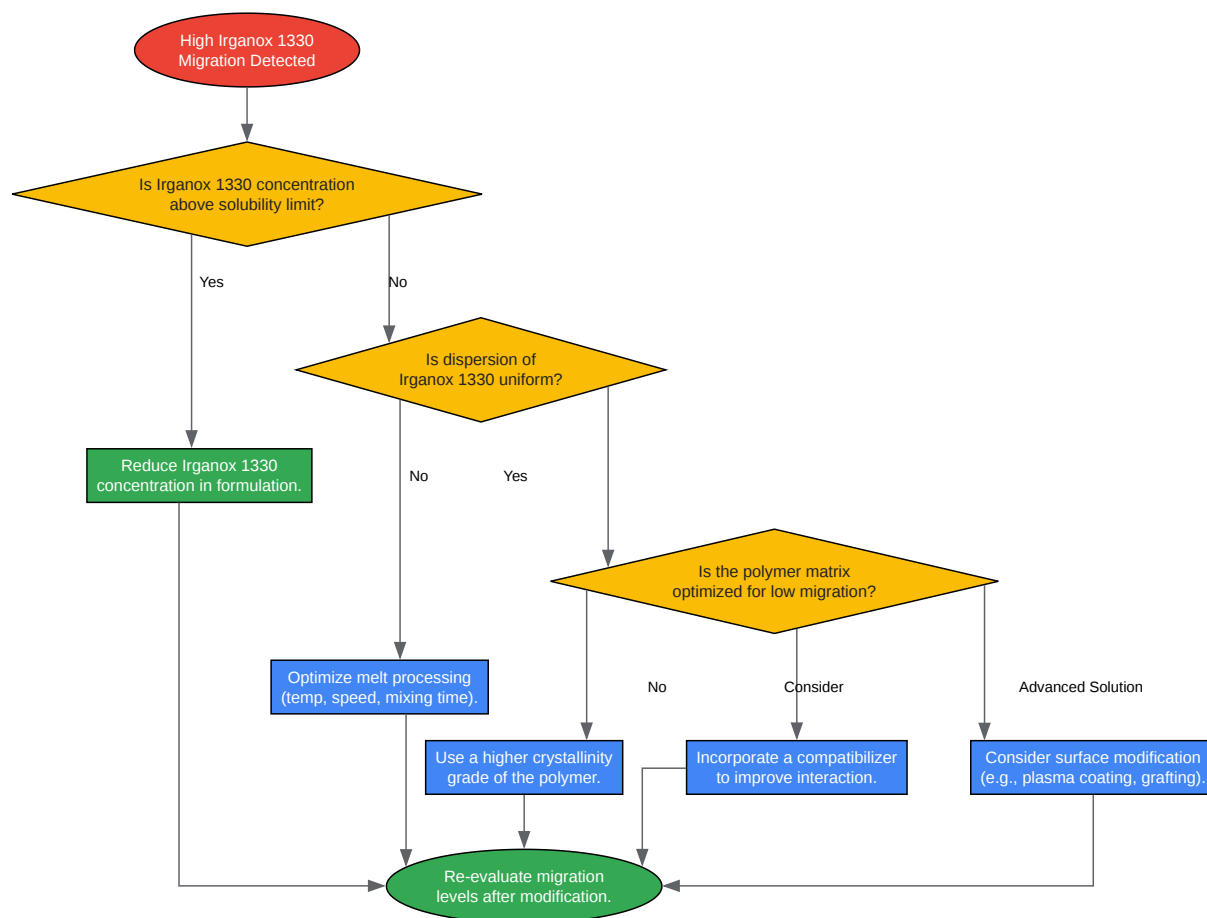 High Irganox 1330
Migration Detected
Is Irganox 1330 concentration
above solubility limit?
Yes
No
Is dispersion of
Irganox 1330 uniform?
Reduce Irganox 1330
concentration in formulation.
No
Yes
Is the polymer matrix
optimized for low migration?
Optimize melt processing
(temp, speed, mixing time).
No
Consider
Advanced Solution
Use a higher crystallinity
grade of the polymer.
Incorporate a compatibilizer
to improve interaction.
Consider surface modification
(e.g., plasma coating, grafting).
Re-evaluate migration
levels after modification.